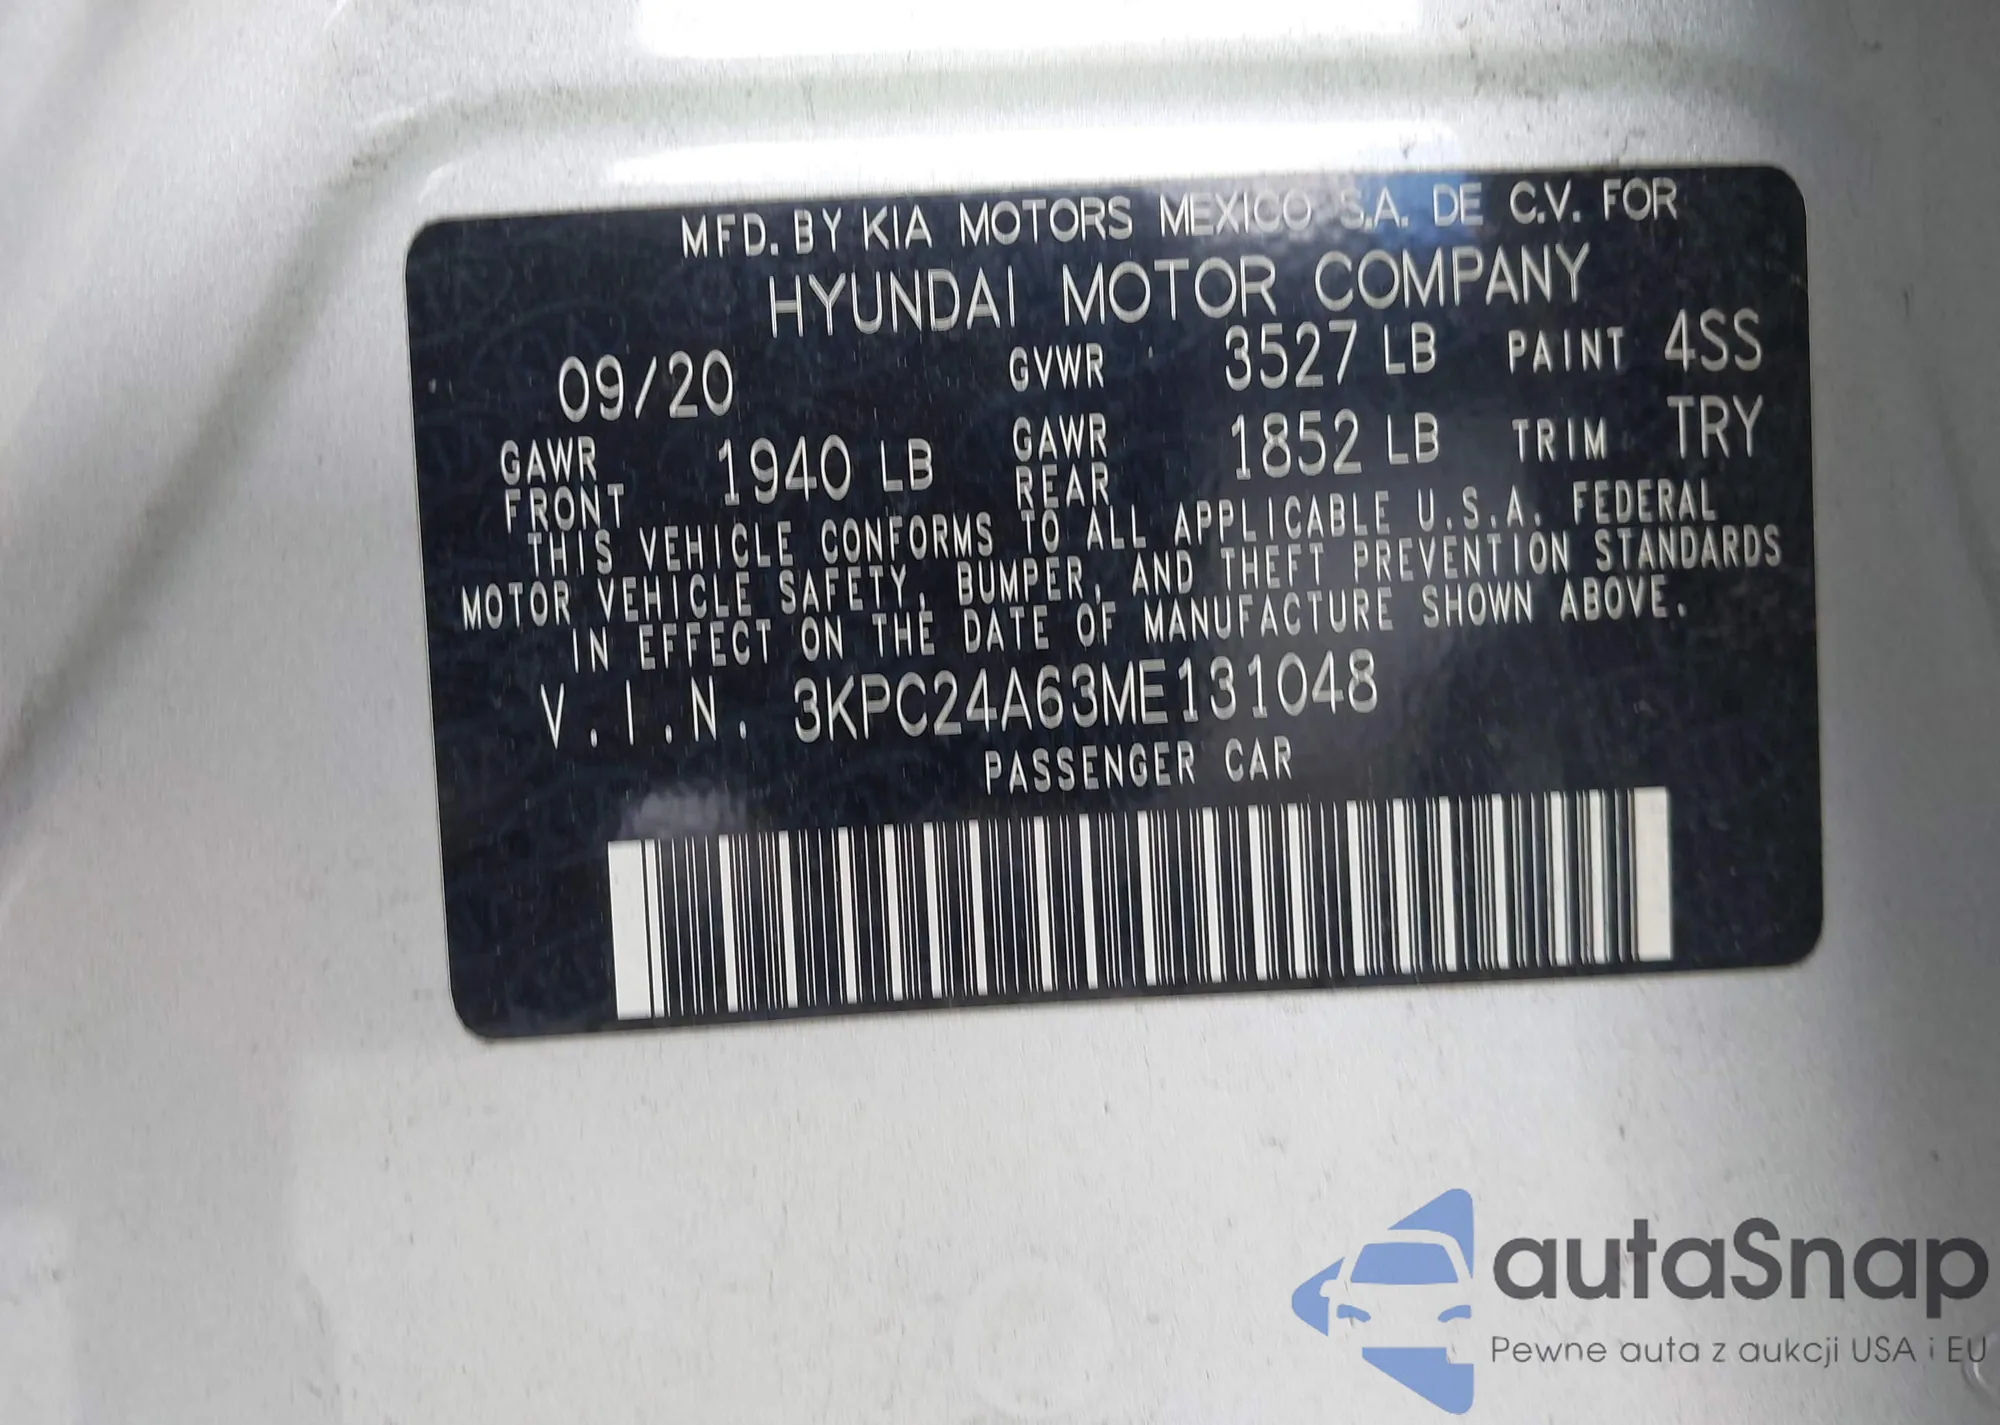 MFD. BY KIA MOTORS MEXICO S.A. DE C.V. FOR
HYUNDAI MOTOR COMPANY
09/20 GVWR 3527 LB PAINT 4SS
GAWR FRONT 1940 LB GAWR REAR 1852 LB TRIM TRY
THIS VEHICLE CONFORMS TO ALL APPLICABLE U.S.A. FEDERAL
MOTOR VEHICLE SAFETY, BUMPER, AND THEFT PREVENTION STANDARDS
IN EFFECT ON THE DATE OF MANUFACTURE SHOWN ABOVE.
V.I.N. 3KPC24A63ME131048
PASSENGER CAR
autaSnap
Pewne auta z aukcji USA i EU